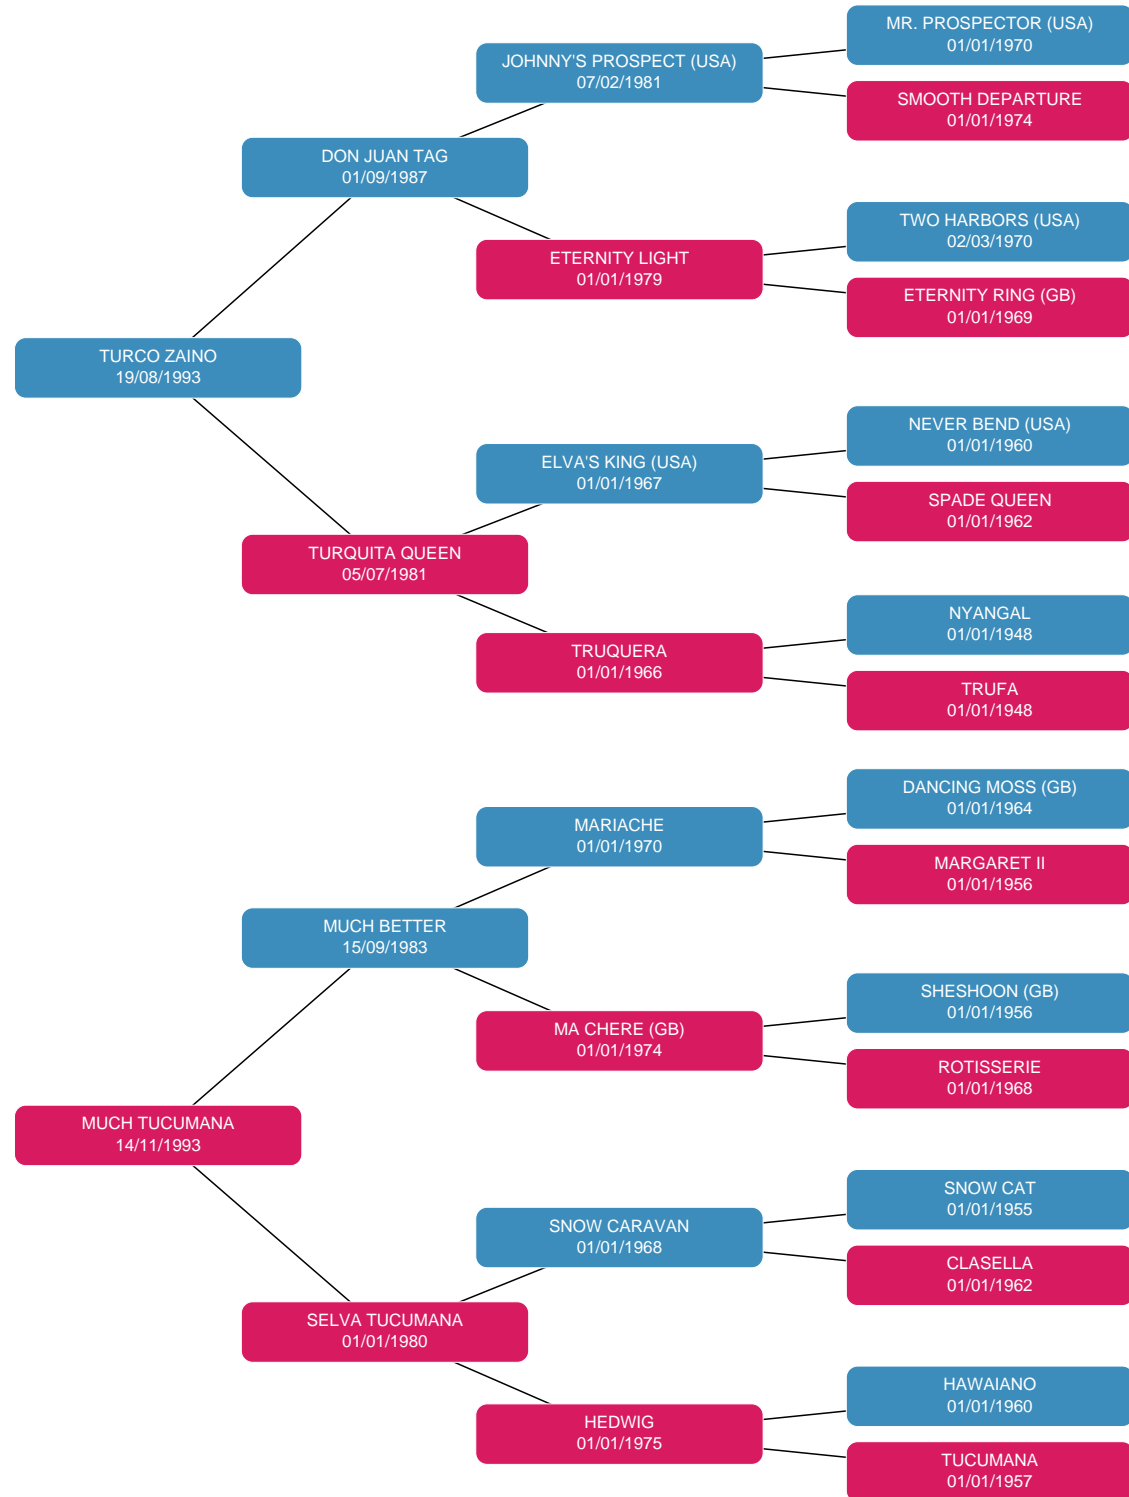 MR. PROSPECTOR (USA)
01/01/1970
JOHNNY'S PROSPECT (USA)
07/02/1981
SMOOTH DEPARTURE
01/01/1974
DON JUAN TAG
01/09/1987
TWO HARBORS (USA)
02/03/1970
ETERNITY LIGHT
01/01/1979
ETERNITY RING (GB)
01/01/1969
TURCO ZAINO
19/08/1993
NEVER BEND (USA)
01/01/1960
ELVA'S KING (USA)
01/01/1967
SPADE QUEEN
01/01/1962
TURQUITA QUEEN
05/07/1981
NYANGAL
01/01/1948
TRUQUERA
01/01/1966
TRUFA
01/01/1948
DANCING MOSS (GB)
01/01/1964
MARIACHE
01/01/1970
MARGARET II
01/01/1956
MUCH BETTER
15/09/1983
SHESHOON (GB)
01/01/1956
MA CHERE (GB)
01/01/1974
ROTISSERIE
01/01/1968
MUCH TUCUMANA
14/11/1993
SNOW CAT
01/01/1955
SNOW CARAVAN
01/01/1968
CLASELLA
01/01/1962
SELVA TUCUMANA
01/01/1980
HAWAIANO
01/01/1960
HEDWIG
01/01/1975
TUCUMANA
01/01/1957